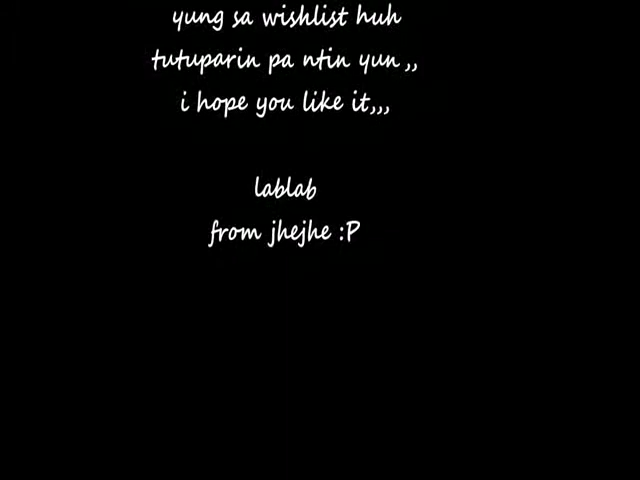 yung sa wishlist huh
tutuparin pa ntin yun ,,
i hope you like it,,,
lablab
from jhejhe :P